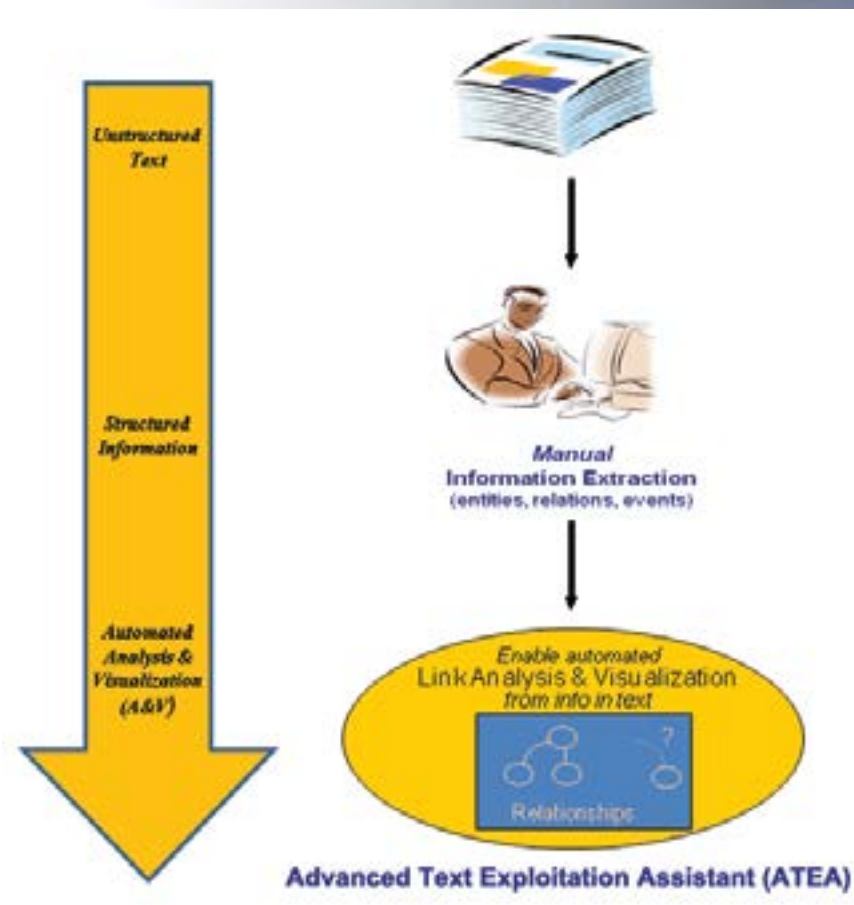 Unstructured
Text
Structured
Information
Automated
Analysis &
Visualization
(A&V)
Manual
Information Extraction
(entities, relations, events)
Enable automated
Link Analysis & Visualization
from info in text
?
Relationships
Advanced Text Exploitation Assistant (ATEA)